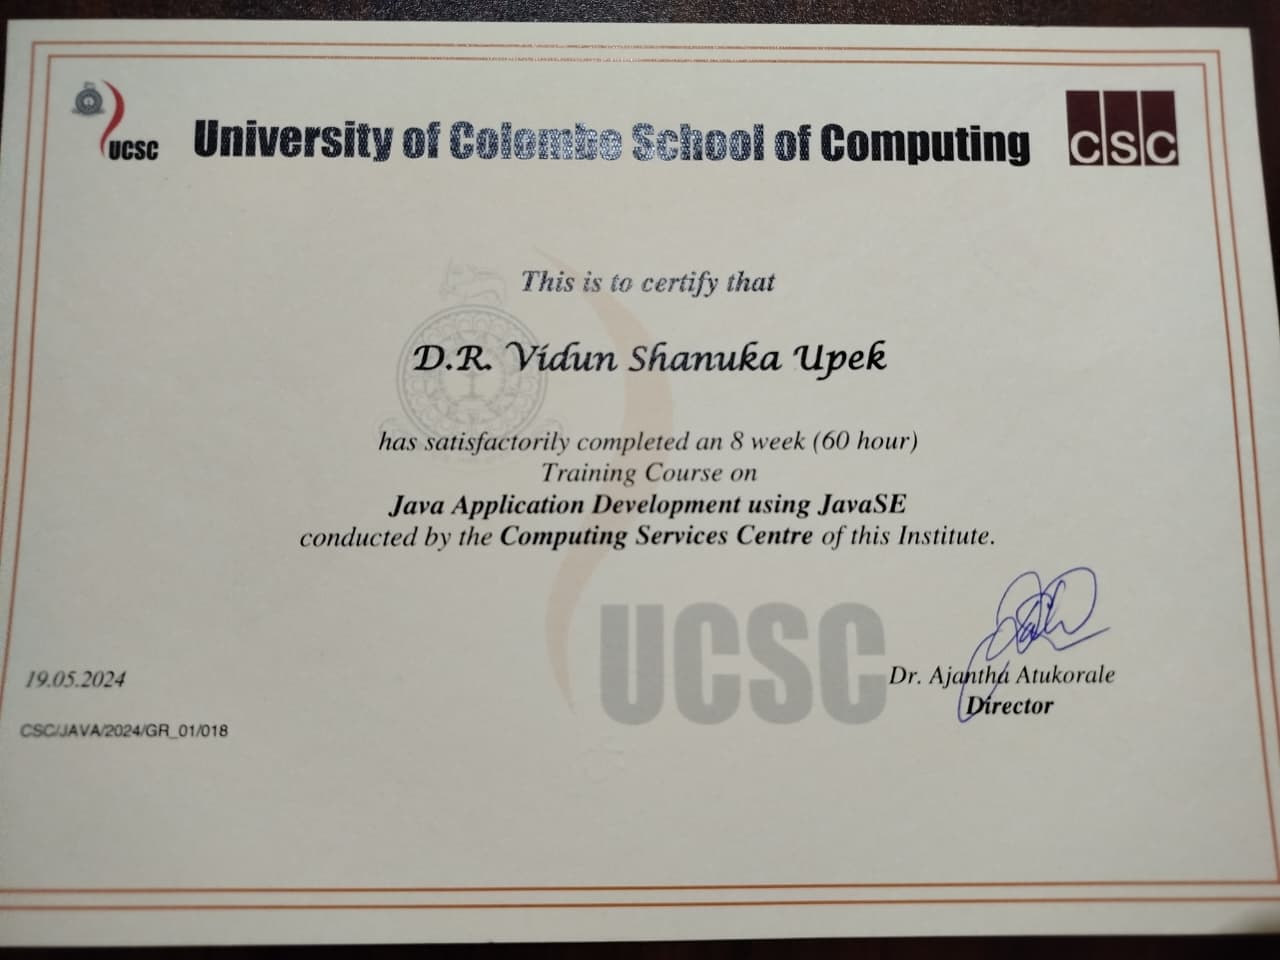 UCSC
University of Colombo School of Computing
CSC
This is to certify that
D.R. Vidun Shanuka Upek
has satisfactorily completed an 8 week (60 hour)
Training Course on
Java Application Development using JavaSE
conducted by the Computing Services Centre of this Institute.
UCSC
19.05.2024
Dr. Ajantha Atukorale
Director
CSC/JAVA/2024/GR_01/018